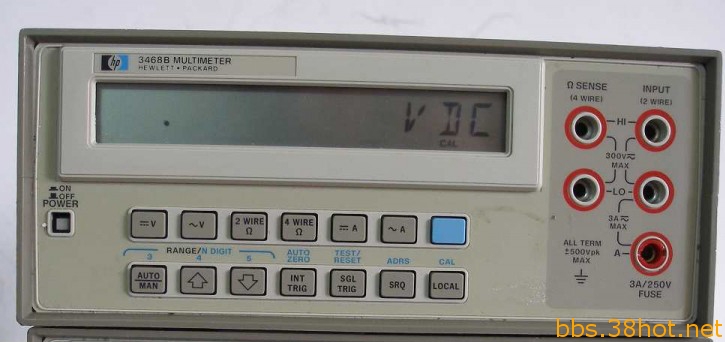 hp 3468B MULTIMETER
HEWLETT • PACKARD
V DC
CAL
Ω SENSE
(4 WIRE)
INPUT
(2 WIRE)
HI
300V
MAX
LO
3A
MAX
ALL TERM
±500Vpk
MAX
A
3A/250V
FUSE
ON
OFF
POWER
V
~V
2 WIRE
Ω
4 WIRE
Ω
A
~A
RANGE/N DIGIT
3 4 5
AUTO
ZERO
TEST/
RESET
ADRS
CAL
AUTO
MAN
INT
TRIG
SGL
TRIG
SRQ
LOCAL
bbs.38hot.net